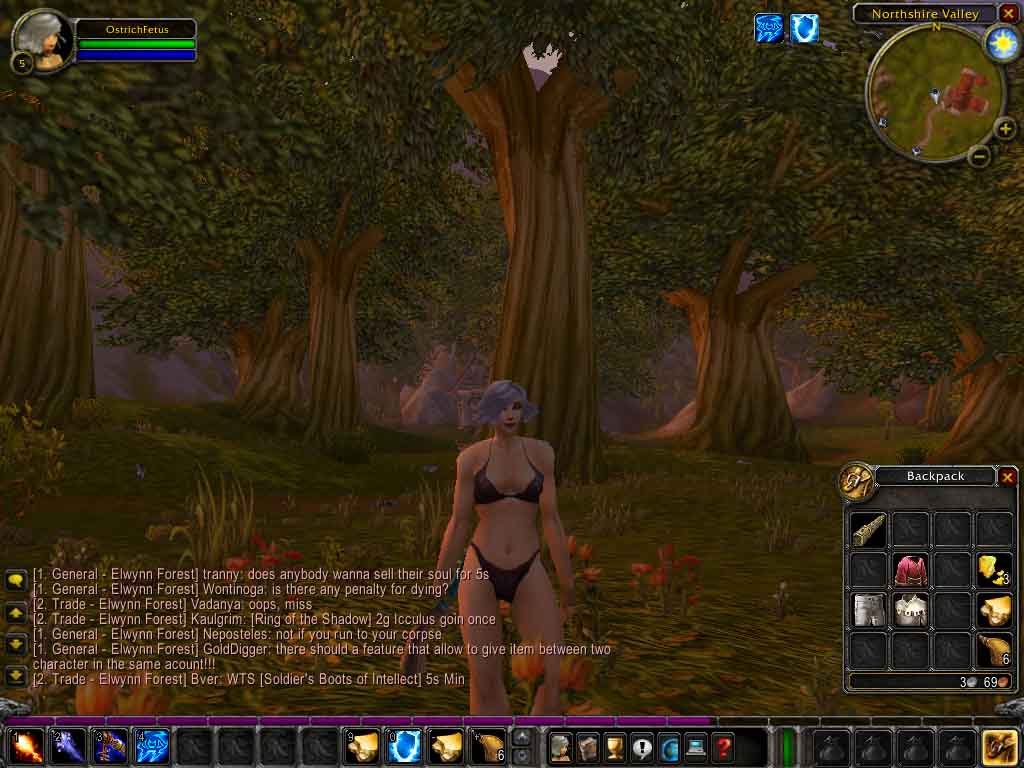 OstrichFetus
5
Northshire Valley
N
Backpack
3
6
3 69
[1. General - Elwynn Forest] tranny: does anybody wanna sell their soul for 5s
[1. General - Elwynn Forest] Wontinoga: is there any penalty for dying?
[2. Trade - Elwynn Forest] Vadanya: oops, miss
[2. Trade - Elwynn Forest] Kaulgrim: [Ring of the Shadow] 2g Icculus goin once
[1. General - Elwynn Forest] Neposteles: not if you run to your corpse
[1. General - Elwynn Forest] GoldDigger: there should a feature that allow to give item between two
character in the same acount!!!
[2. Trade - Elwynn Forest] Bver: WTS [Soldier's Boots of Intellect] 5s Min
1 2 3 4 9 0 - 6